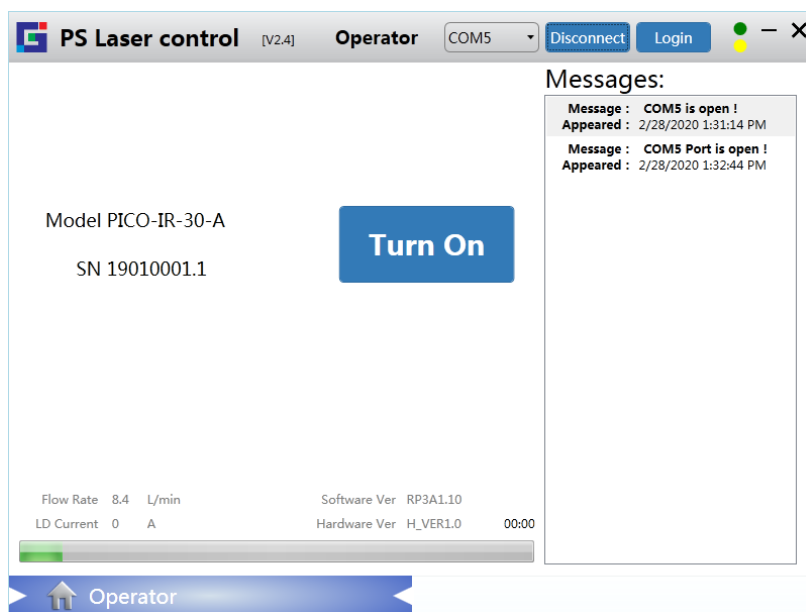 PS Laser control [V2.4] Operator COM5 Disconnect Login
Messages:
Message : COM5 is open !
Appeared : 2/28/2020 1:31:14 PM
Message : COM5 Port is open !
Appeared : 2/28/2020 1:32:44 PM
Model PICO-IR-30-A
SN 19010001.1
Turn On
Flow Rate 8.4 L/min Software Ver RP3A1.10
LD Current 0 A Hardware Ver H_VER1.0 00:00
Operator